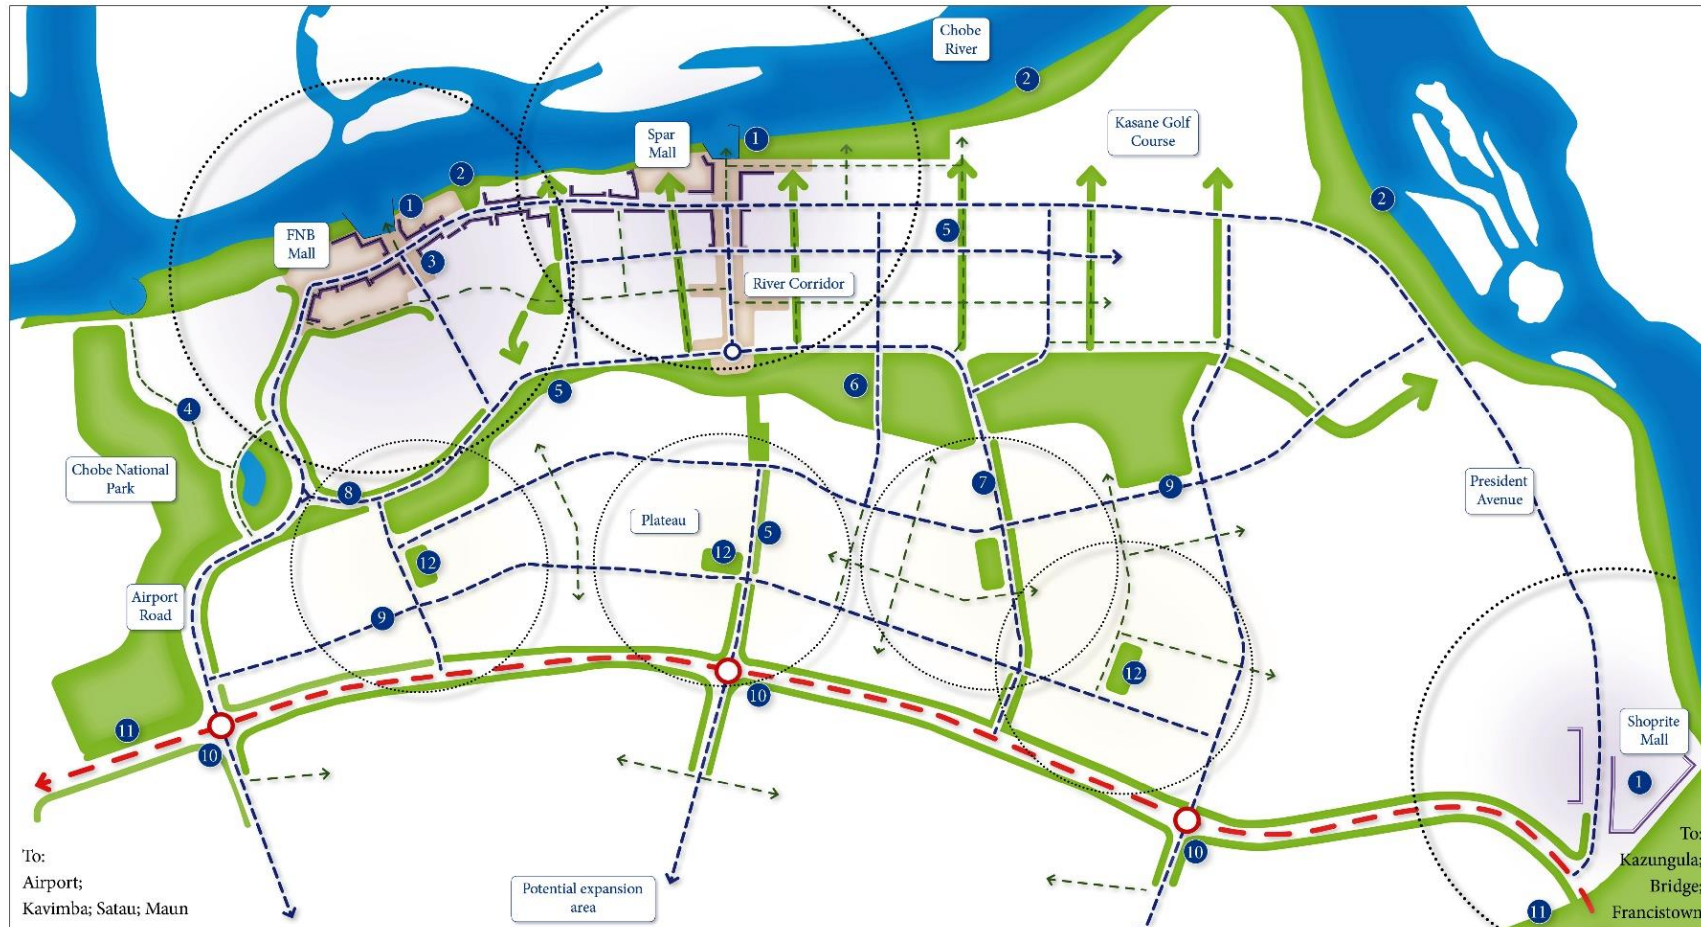 Chobe
River
2
1
Spar
Mall
Kasane Golf
Course
2
1
2
FNB
Mall
3
5
River Corridor
4
5
6
Chobe National
Park
8
7
9
President
Avenue
Plateau
5
12
12
Airport
Road
9
12
10
11
10
Shoprite
Mall
1
10
To:
Airport;
Kavimba; Satau; Maun
Potential expansion
area
11
To:
Kazungula;
Bridge;
Francistown